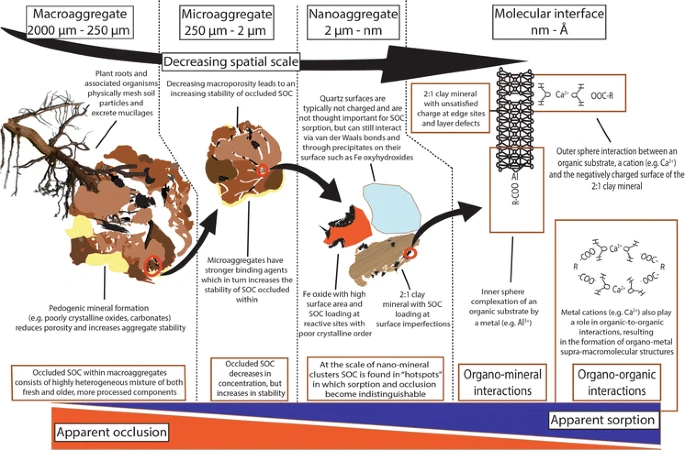 Macroaggregate
2000 µm - 250 µm
Microaggregate
250 µm - 2 µm
Nanoaggregate
2 µm - nm
Molecular interface
nm - Å
Decreasing spatial scale
Plant roots and
associated organisms
physically mesh soil
particles and
excrete mucilages
Decreasing macroporosity leads to an
increasing stability of occluded SOC
Quartz surfaces are
typically not charged and are
not thought important for SOC
sorption, but can still interact
via van der Waals bonds and
through precipitates on their
surface such as Fe oxyhydroxides
2:1 clay mineral
with unsatisfied
charge at edge sites
and layer defects
H H
O Ca²⁺ O OOC-R
H H
Outer sphere interaction between an
organic substrate, a cation (e.g. Ca²⁺)
and the negatively charged surface of the
2:1 clay mineral
Al
R-COO
Microaggregates have
stronger binding agents
which in turn increases the
stability of SOC occluded
within
Pedogenic mineral formation
(e.g. poorly crystalline oxides, carbonates)
reduces porosity and increases aggregate stability
Fe oxide with high
surface area and
SOC loading at
reactive sites with
poor crystalline order
2:1 clay
mineral with SOC
loading at
surface imperfections
Inner sphere
complexation of an
organic substrate by
a metal (e.g. Al³⁺)
H H
O Ca²⁺ O
H H
OOC- OOC-
R R
OOC- OOC-
H H
O Ca²⁺ O
H H
Metal cations (e.g. Ca²⁺) also play
a role in organic-to-organic
interactions, resulting
in the formation of organo-metal
supra-macromolecular structures
Occluded SOC within macroaggregates
consists of highly heterogeneous mixture of both
fresh and older, more processed components
Occluded SOC
decreases in
concentration, but
increases in stability
At the scale of nano-mineral
clusters SOC is found in "hotspots"
in which sorption and occlusion
become indistinguishable
Organo-mineral
interactions
Organo-organic
interactions
Apparent occlusion
Apparent sorption